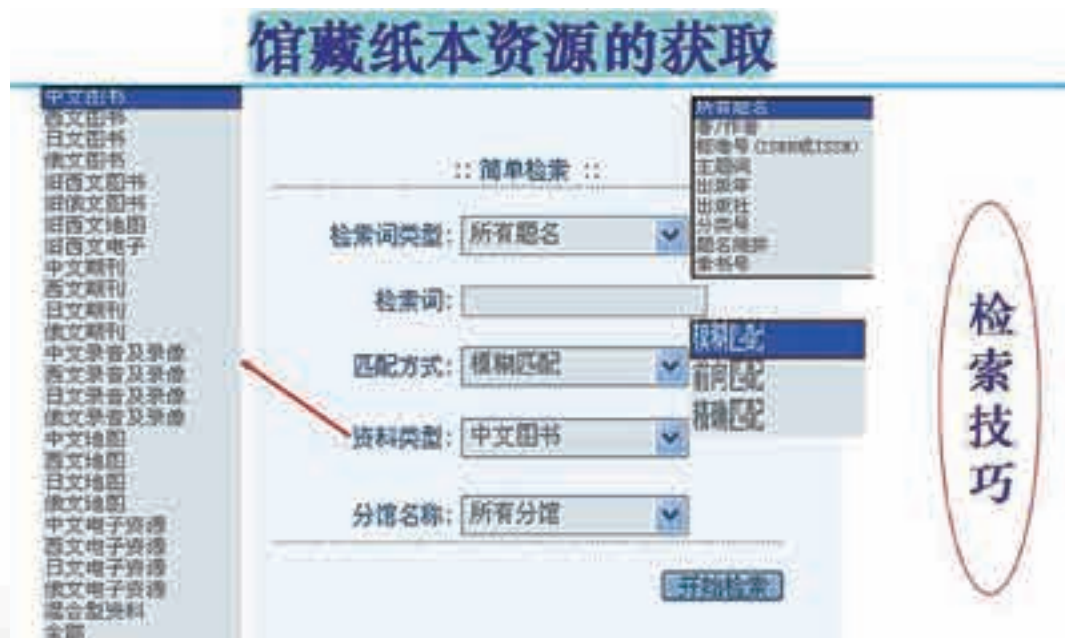 馆藏纸本资源的获取
中文图书
西文图书
日文图书
俄文图书
旧西文图书
旧俄文图书
旧西文地图
旧西文电子
中文期刊
西文期刊
日文期刊
俄文期刊
中文录音及录像
西文录音及录像
日文录音及录像
俄文录音及录像
中文地图
西文地图
日文地图
俄文地图
中文电子资源
西文电子资源
日文电子资源
俄文电子资源
混合型资料
全部
:: 简单检索 ::
检索词类型: 所有题名
检索词:
匹配方式: 模糊匹配
资料类型: 中文图书
分馆名称: 所有分馆
开始检索
所有题名
著/作者
主题词
出版年
出版社
分类号
索书号
模糊匹配
前向匹配
精确匹配
检索技巧